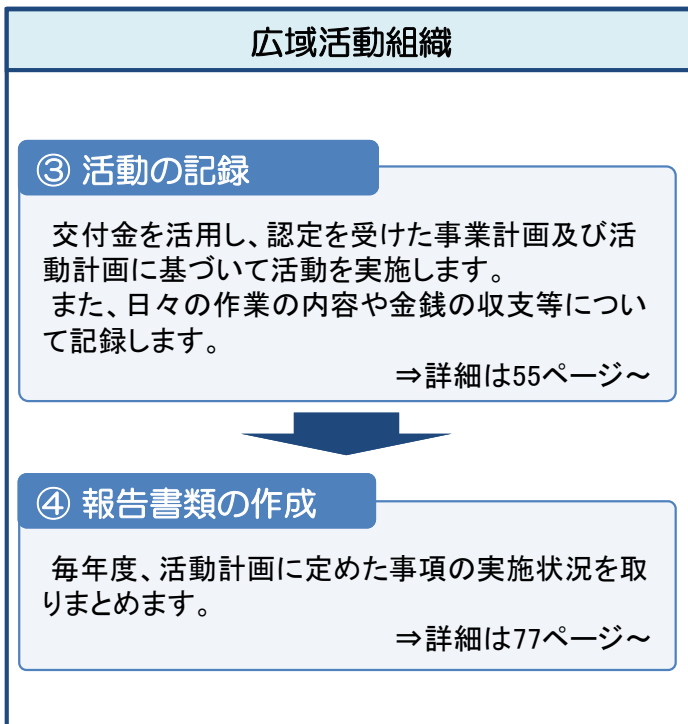 広域活動組織
③ 活動の記録
交付金を活用し、認定を受けた事業計画及び活
動計画に基づいて活動を実施します。
また、日々の作業の内容や金銭の収支等につい
て記録します。
⇒詳細は55ページ～
④ 報告書類の作成
毎年度、活動計画に定めた事項の実施状況を取
りまとめます。
⇒詳細は77ページ～